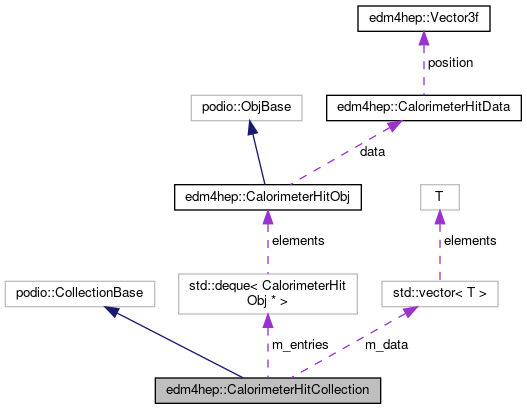 edm4hep::Vector3f
position
podio::ObjBase
edm4hep::CalorimeterHitData
data
edm4hep::CalorimeterHitObj
T
elements
elements
podio::CollectionBase
std::deque< CalorimeterHit
Obj * >
std::vector< T >
m_entries
m_data
edm4hep::CalorimeterHitCollection